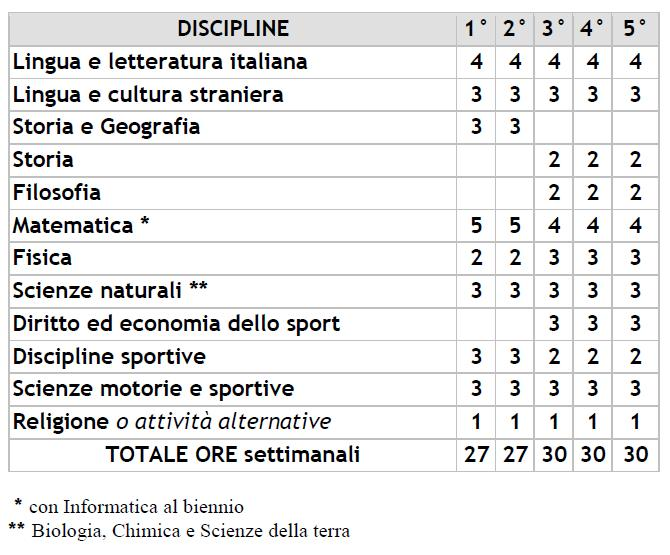 DISCIPLINE 1° 2° 3° 4° 5°
Lingua e letteratura italiana 4 4 4 4 4
Lingua e cultura straniera 3 3 3 3 3
Storia e Geografia 3 3
Storia 2 2 2
Filosofia 2 2 2
Matematica * 5 5 4 4 4
Fisica 2 2 3 3 3
Scienze naturali ** 3 3 3 3 3
Diritto ed economia dello sport 3 3 3
Discipline sportive 3 3 2 2 2
Scienze motorie e sportive 3 3 3 3 3
Religione o attività alternative 1 1 1 1 1
TOTALE ORE settimanali 27 27 30 30 30
* con Informatica al biennio
** Biologia, Chimica e Scienze della terra